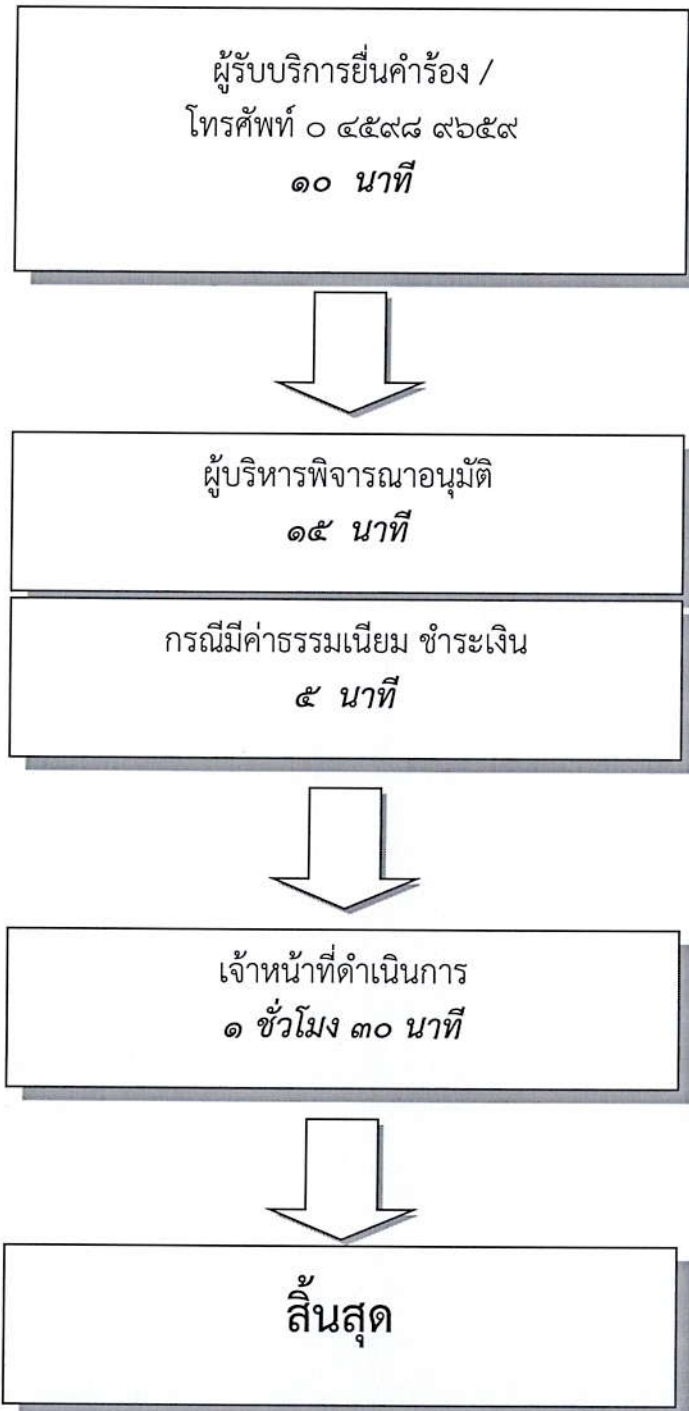 ผู้รับบริการยื่นคำร้อง /
โทรศัพท์ ๐ ๔๕๙๘ ๙๖๕๙
๑๐ นาที
ผู้บริหารพิจารณาอนุมัติ
๑๕ นาที
กรณีมีค่าธรรมเนียม ชำระเงิน
๕ นาที
เจ้าหน้าที่ดำเนินการ
๑ ชั่วโมง ๓๐ นาที
สิ้นสุด